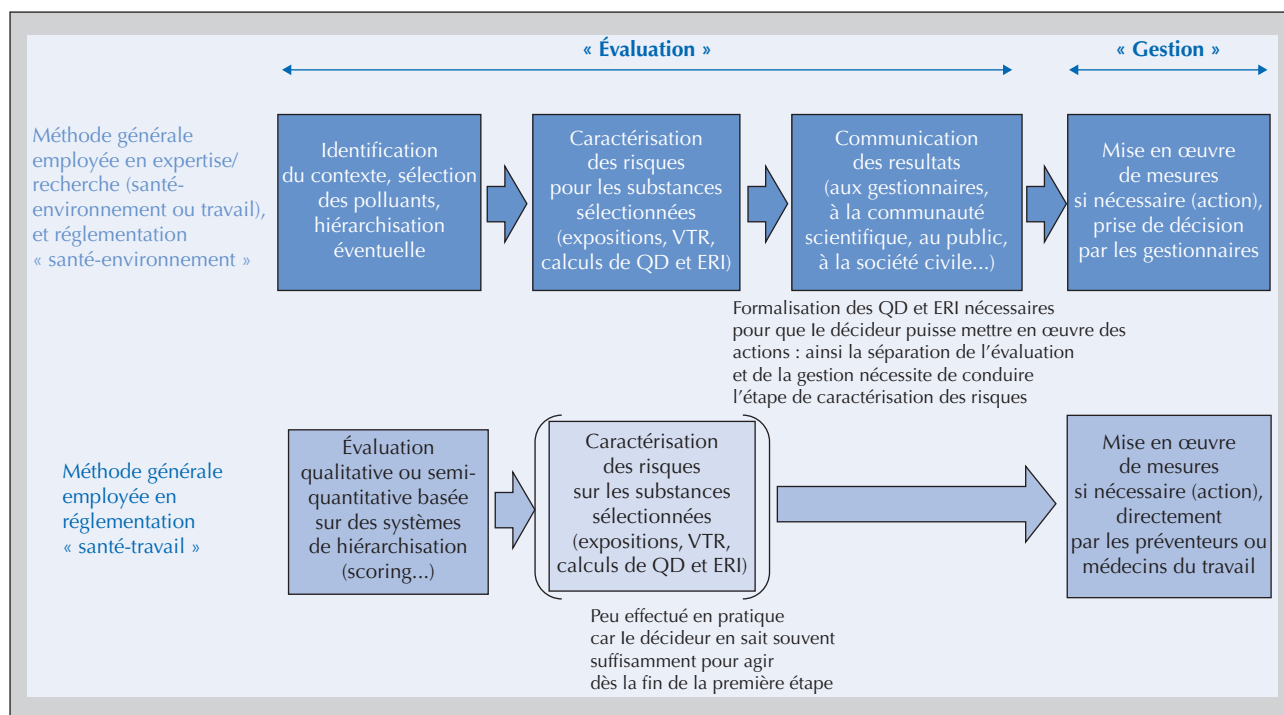 « Évaluation »
« Gestion »
Méthode générale
employée en expertise/
recherche (santé-
environnement ou travail),
et réglementation
« santé-environnement »
Identification
du contexte, sélection
des polluants,
hiérarchisation
éventuelle
Caractérisation
des risques
pour les substances
sélectionnées
(expositions, VTR,
calculs de QD et ERI)
Communication
des resultats
(aux gestionnaires,
à la communauté
scientifique, au public,
à la société civile...)
Mise en œuvre
de mesures
si nécessaire (action),
prise de décision
par les gestionnaires
Formalisation des QD et ERI nécessaires
pour que le décideur puisse mettre en œuvre des
actions : ainsi la séparation de l’évaluation
et de la gestion nécessite de conduire
l’étape de caractérisation des risques
Méthode générale
employée en
réglementation
« santé-travail »
Évaluation
qualitative ou semi-
quantitative basée
sur des systèmes
de hiérarchisation
(scoring...)
Caractérisation
des risques
sur les substances
sélectionnées
(expositions, VTR,
calculs de QD et ERI)
Mise en œuvre
de mesures
si nécessaire (action),
directement
par les préventeurs ou
médecins du travail
Peu effectué en pratique
car le décideur en sait souvent
suffisamment pour agir
dès la fin de la première étape